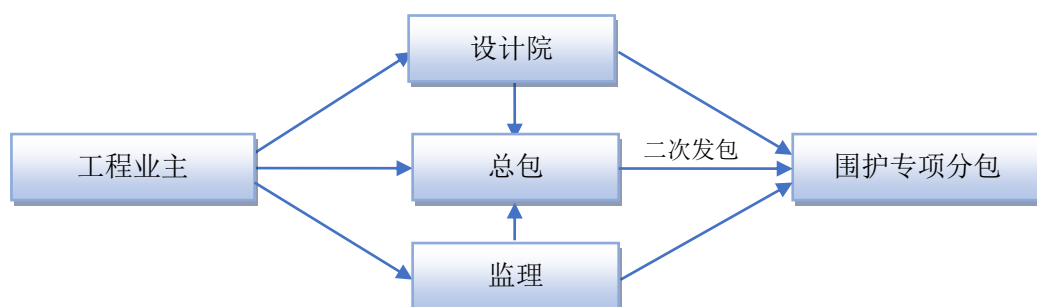 设计院
工程业主
总包
二次发包
围护专项分包
监理